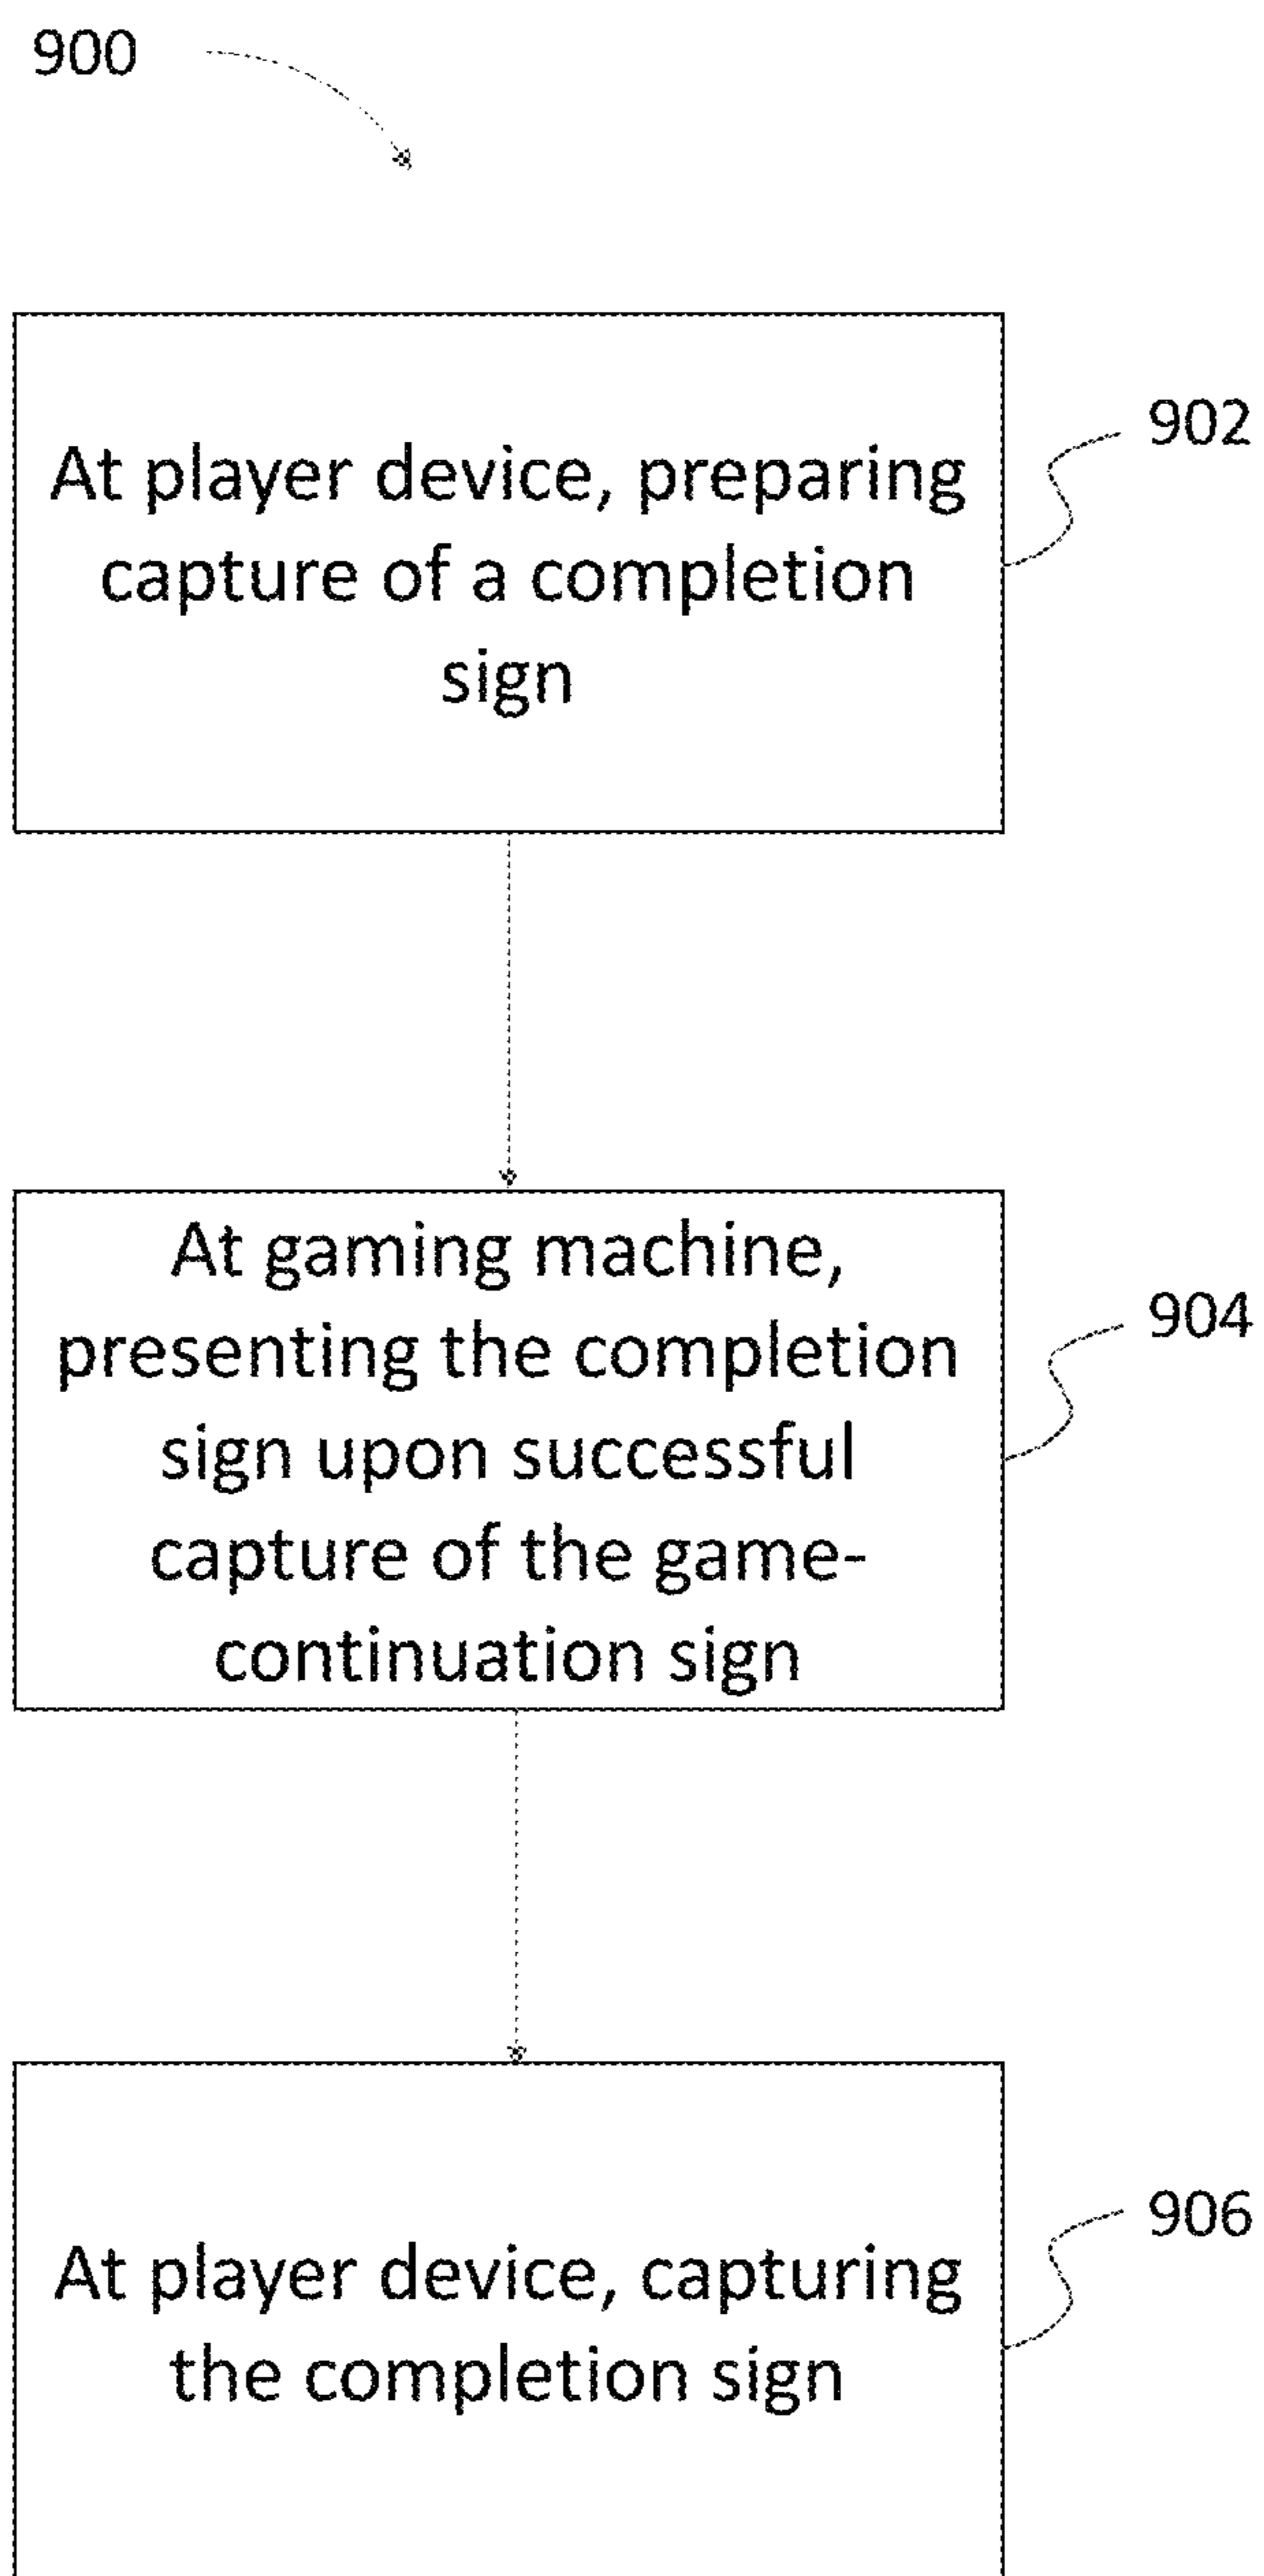 900
At player device, preparing
capture of a completion
sign
902
At gaming machine,
presenting the completion
sign upon successful
capture of the game-
continuation sign
904
At player device, capturing
the completion sign
906